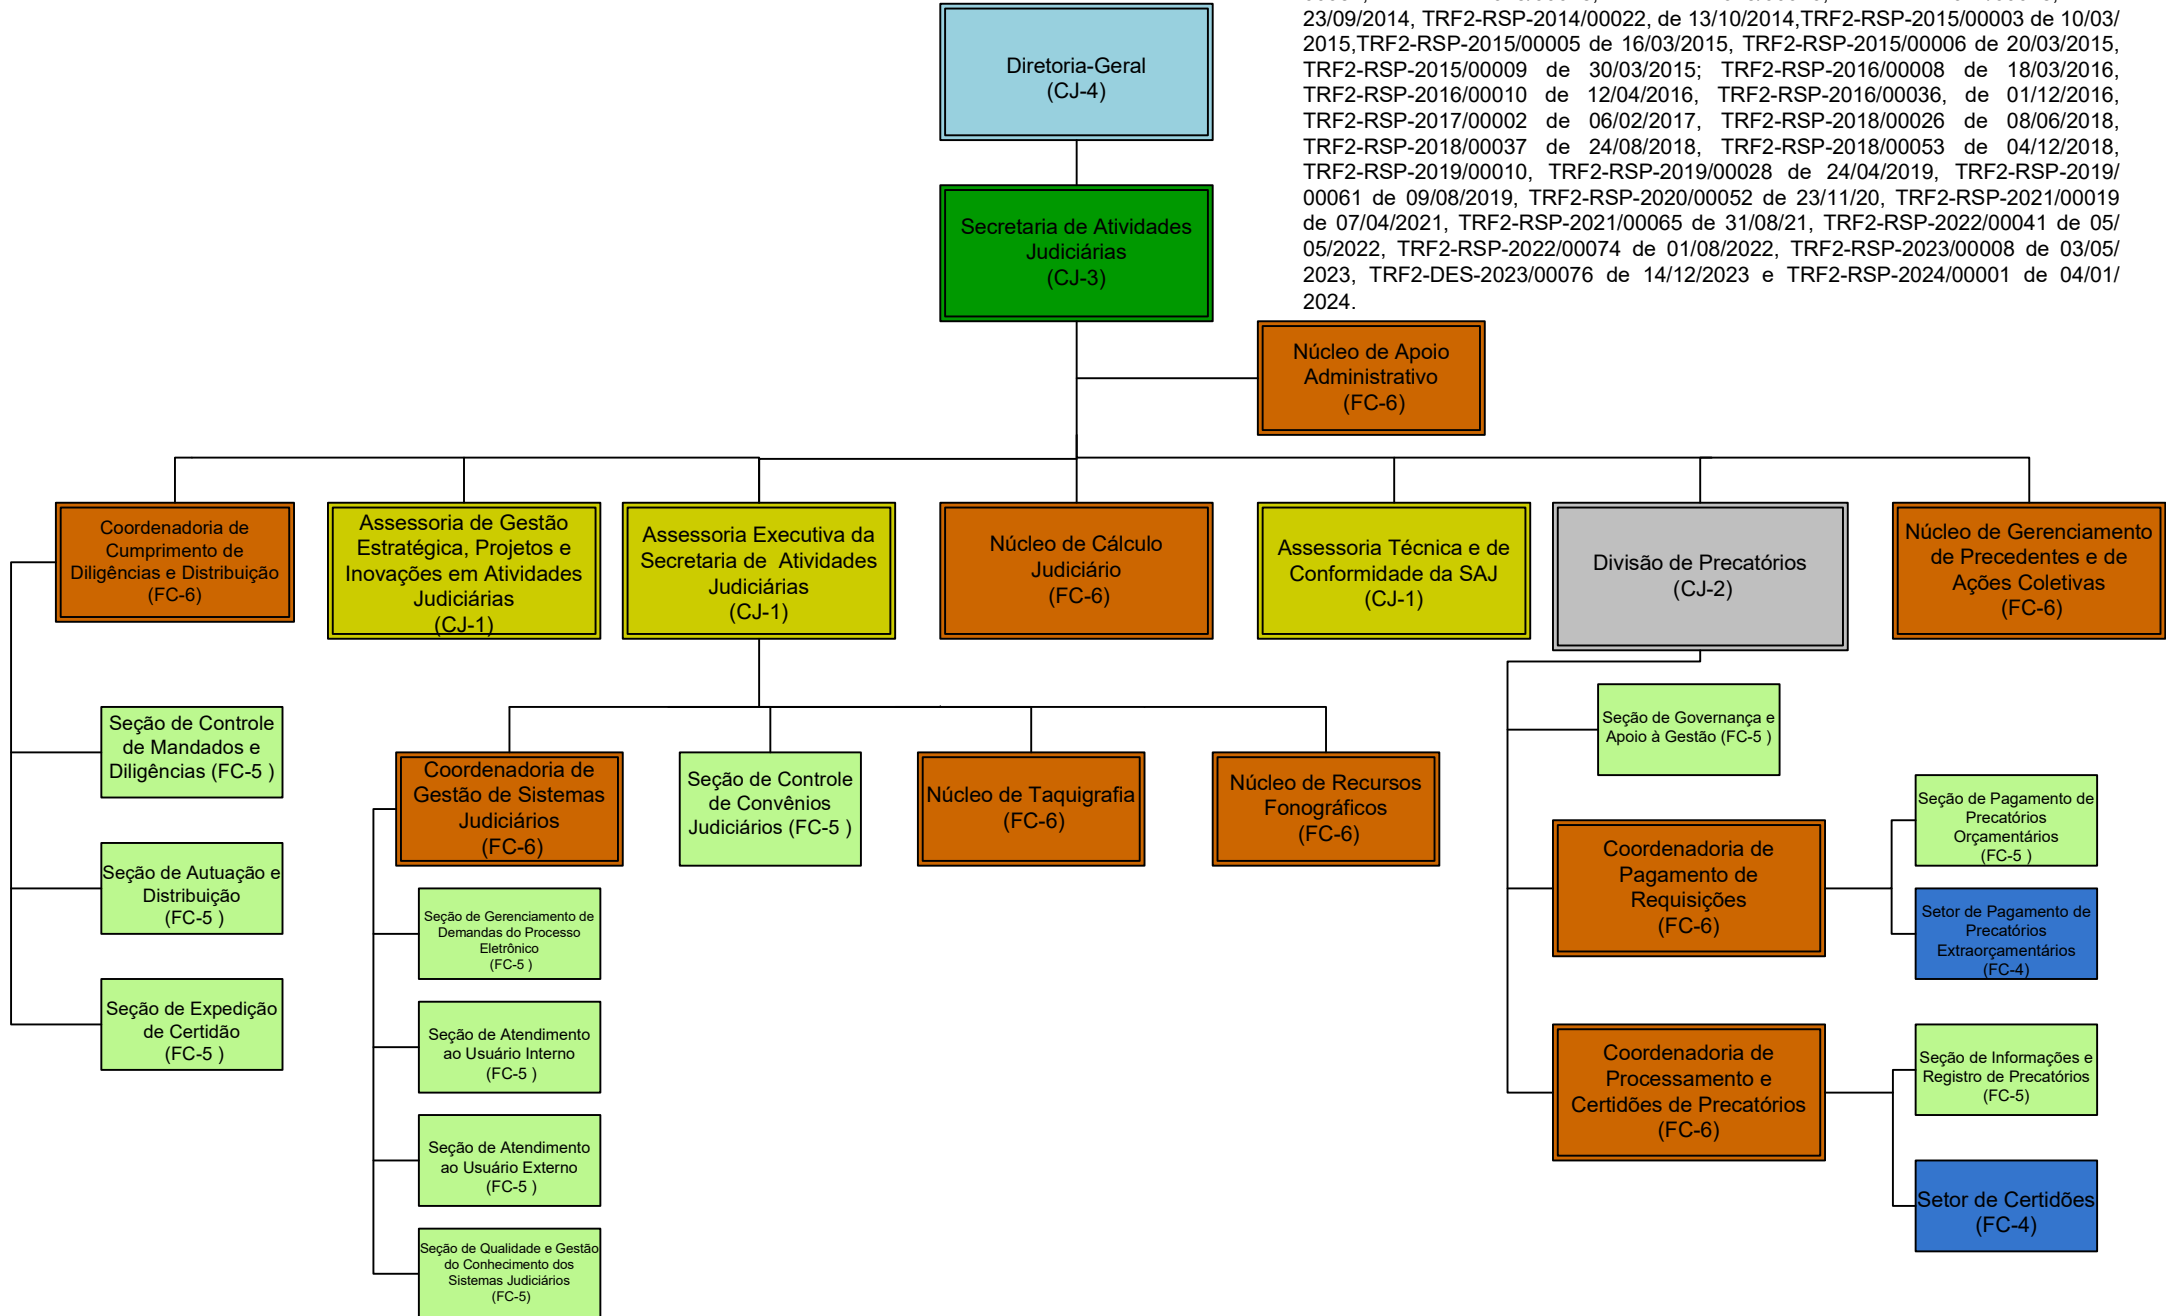 23/09/2014, TRF2-RSP-2014/00022, de 13/10/2014,TRF2-RSP-2015/00003 de 10/03/
2015,TRF2-RSP-2015/00005 de 16/03/2015, TRF2-RSP-2015/00006 de 20/03/2015,
TRF2-RSP-2015/00009 de 30/03/2015; TRF2-RSP-2016/00008 de 18/03/2016,
TRF2-RSP-2016/00010 de 12/04/2016, TRF2-RSP-2016/00036, de 01/12/2016,
TRF2-RSP-2017/00002 de 06/02/2017, TRF2-RSP-2018/00026 de 08/06/2018,
TRF2-RSP-2018/00037 de 24/08/2018, TRF2-RSP-2018/00053 de 04/12/2018,
TRF2-RSP-2019/00010, TRF2-RSP-2019/00028 de 24/04/2019, TRF2-RSP-2019/
00061 de 09/08/2019, TRF2-RSP-2020/00052 de 23/11/20, TRF2-RSP-2021/00019
de 07/04/2021, TRF2-RSP-2021/00065 de 31/08/21, TRF2-RSP-2022/00041 de 05/
05/2022, TRF2-RSP-2022/00074 de 01/08/2022, TRF2-RSP-2023/00008 de 03/05/
2023, TRF2-DES-2023/00076 de 14/12/2023 e TRF2-RSP-2024/00001 de 04/01/
2024.
Diretoria-Geral
(CJ-4)
Secretaria de Atividades
Judiciárias
(CJ-3)
Núcleo de Apoio
Administrativo
(FC-6)
Coordenadoria de
Cumprimento de
Diligências e Distribuição
(FC-6)
Assessoria de Gestão
Estratégica, Projetos e
Inovações em Atividades
Judiciárias
(CJ-1)
Assessoria Executiva da
Secretaria de Atividades
Judiciárias
(CJ-1)
Núcleo de Cálculo
Judiciário
(FC-6)
Assessoria Técnica e de
Conformidade da SAJ
(CJ-1)
Divisão de Precatórios
(CJ-2)
Núcleo de Gerenciamento
de Precedentes e de
Ações Coletivas
(FC-6)
Seção de Controle
de Mandados e
Diligências (FC-5 )
Seção de Autuação e
Distribuição
(FC-5 )
Seção de Expedição
de Certidão
(FC-5 )
Coordenadoria de
Gestão de Sistemas
Judiciários
(FC-6)
Seção de Controle
de Convênios
Judiciários (FC-5 )
Núcleo de Taquigrafia
(FC-6)
Núcleo de Recursos
Fonográficos
(FC-6)
Seção de Gerenciamento de
Demandas do Processo
Eletrônico
(FC-5 )
Seção de Atendimento
ao Usuário Interno
(FC-5 )
Seção de Atendimento
ao Usuário Externo
(FC-5 )
Seção de Qualidade e Gestão
do Conhecimento dos
Sistemas Judiciários
(FC-5)
Seção de Governança e
Apoio à Gestão (FC-5 )
Coordenadoria de
Pagamento de
Requisições
(FC-6)
Seção de Pagamento de
Precatórios
Orçamentários
(FC-5 )
Setor de Pagamento de
Precatórios
Extraorçamentários
(FC-4)
Coordenadoria de
Processamento e
Certidões de Precatórios
(FC-6)
Seção de Informações e
Registro de Precatórios
(FC-5)
Setor de Certidões
(FC-4)